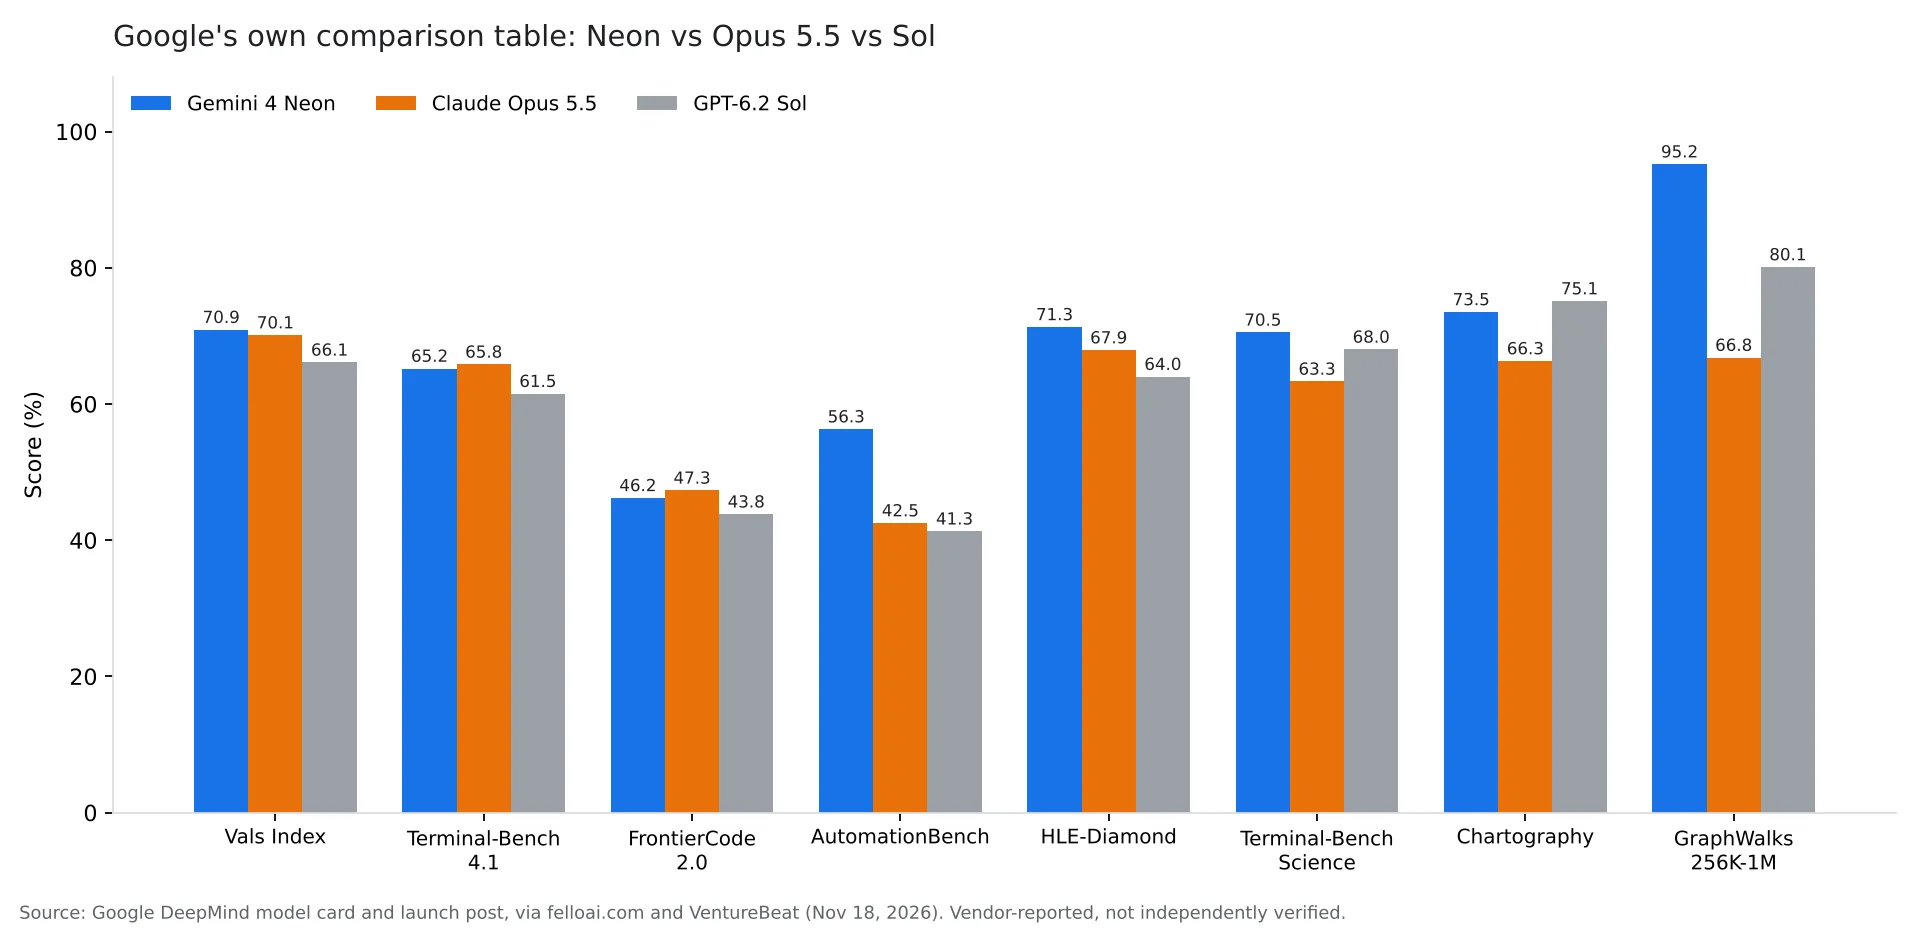 Google's own comparison table: Neon vs Opus 5.5 vs Sol
Gemini 4 Neon
Claude Opus 5.5
GPT-6.2 Sol
Score (%)
100
80
60
40
20
0
70.9
70.1
66.1
65.2
65.8
61.5
46.2
47.3
43.8
56.3
42.5
41.3
71.3
67.9
64.0
70.5
63.3
68.0
73.5
66.3
75.1
95.2
66.8
80.1
Vals Index
Terminal-Bench
4.1
FrontierCode
2.0
AutomationBench
HLE-Diamond
Terminal-Bench
Science
Chartography
GraphWalks
256K-1M
Source: Google DeepMind model card and launch post, via felloai.com and VentureBeat (Nov 18, 2026). Vendor-reported, not independently verified.